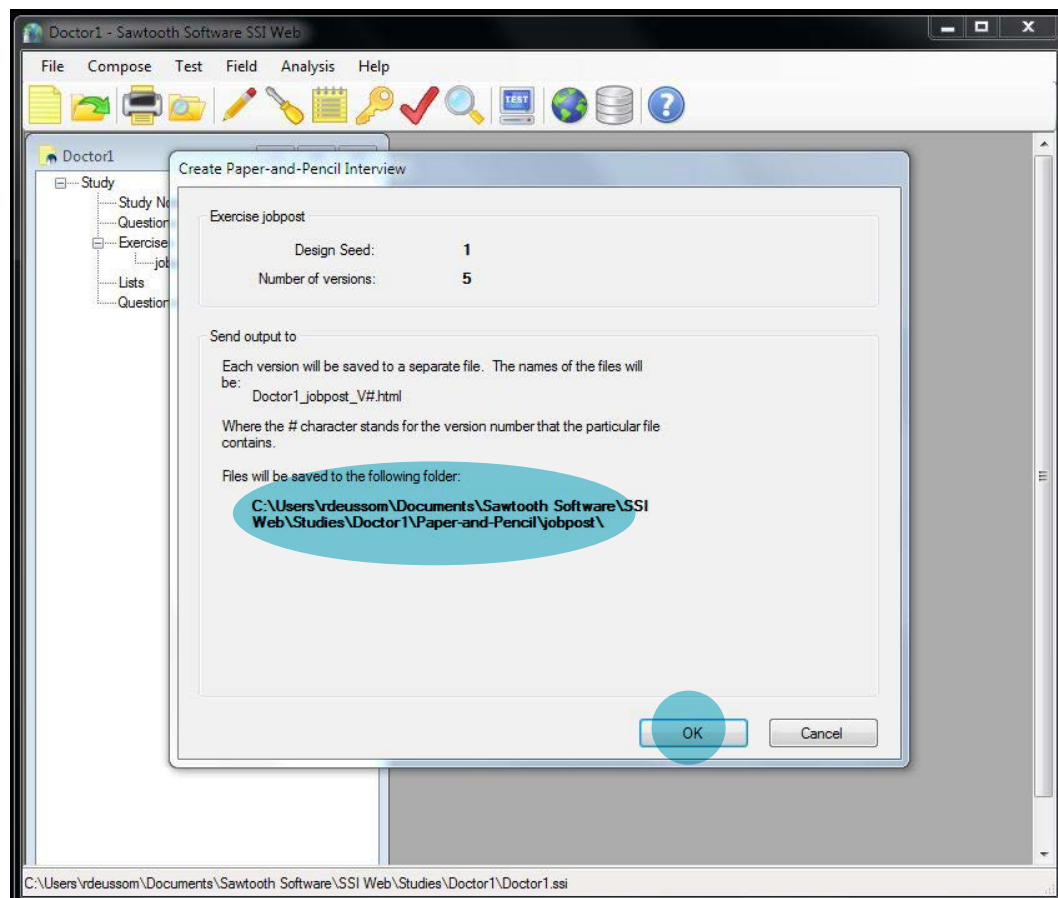 Doctor1 - Sawtooth Software SSI Web
File Compose Test Field Analysis Help
TEST
Doctor1
Study
Study
Question
Exercise
Lists
Question
Create Paper-and-Pencil Interview
Exercise jobpost
Design Seed: 1
Number of versions: 5
Send output to
Each version will be saved to a separate file. The names of the files will
be:
Doctor1_jobpost_V#.html
Where the # character stands for the version number that the particular file
contains.
Files will be saved to the following folder:
C:\Users\rdeussom\Documents\Sawtooth Software\SSI
Web\Studies\Doctor1\Paper-and-Pencil\jobpost\
OK Cancel
C:\Users\rdeussom\Documents\Sawtooth Software\SSI Web\Studies\Doctor1\Doctor1.ssi